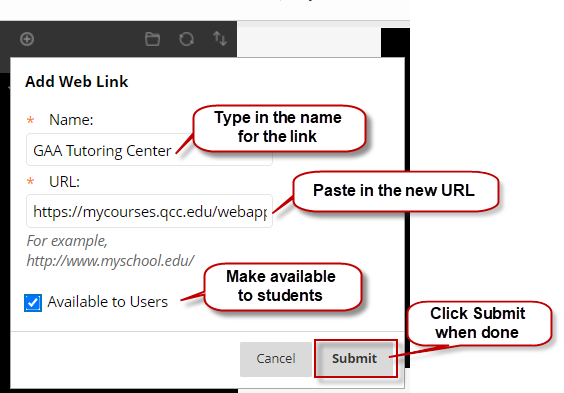 Add Web Link
* Name:
Type in the name
for the link
GAA Tutoring Center
* URL:
Paste in the new URL
https://mycourses.qcc.edu/webapp
For example,
http://www.myschool.edu/
Make available
to students
Available to Users
Click Submit
when done
Cancel
Submit